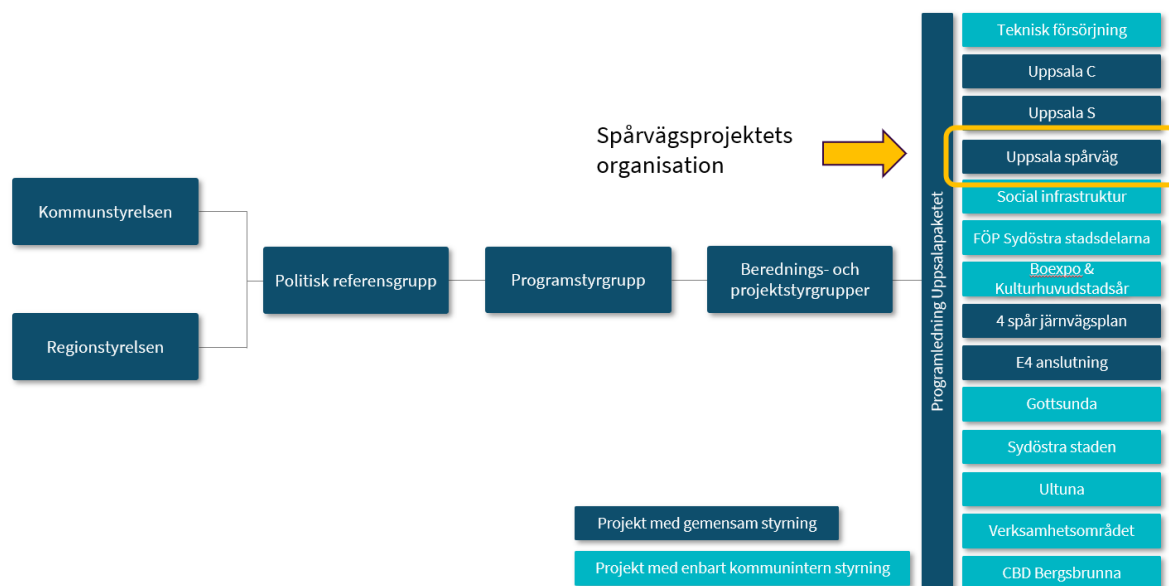 Kommunstyrelsen
Regionstyrelsen
Politisk referensgrupp
Programstyrgrupp
Berednings- och
projektstyrgrupper
Spårvägsprojektets
organisation
Programledning Uppsalapaketet
Teknisk försörjning
Uppsala C
Uppsala S
Uppsala spårväg
Social infrastruktur
FÖP Sydöstra stadsdelarna
Boexpo &
Kulturhuvudstadsår
4 spår järnvägsplan
E4 anslutning
Gottsunda
Sydöstra staden
Ultuna
Verksamhetsområdet
CBD Bergsbrunna
Projekt med gemensam styrning
Projekt med enbart kommunintern styrning